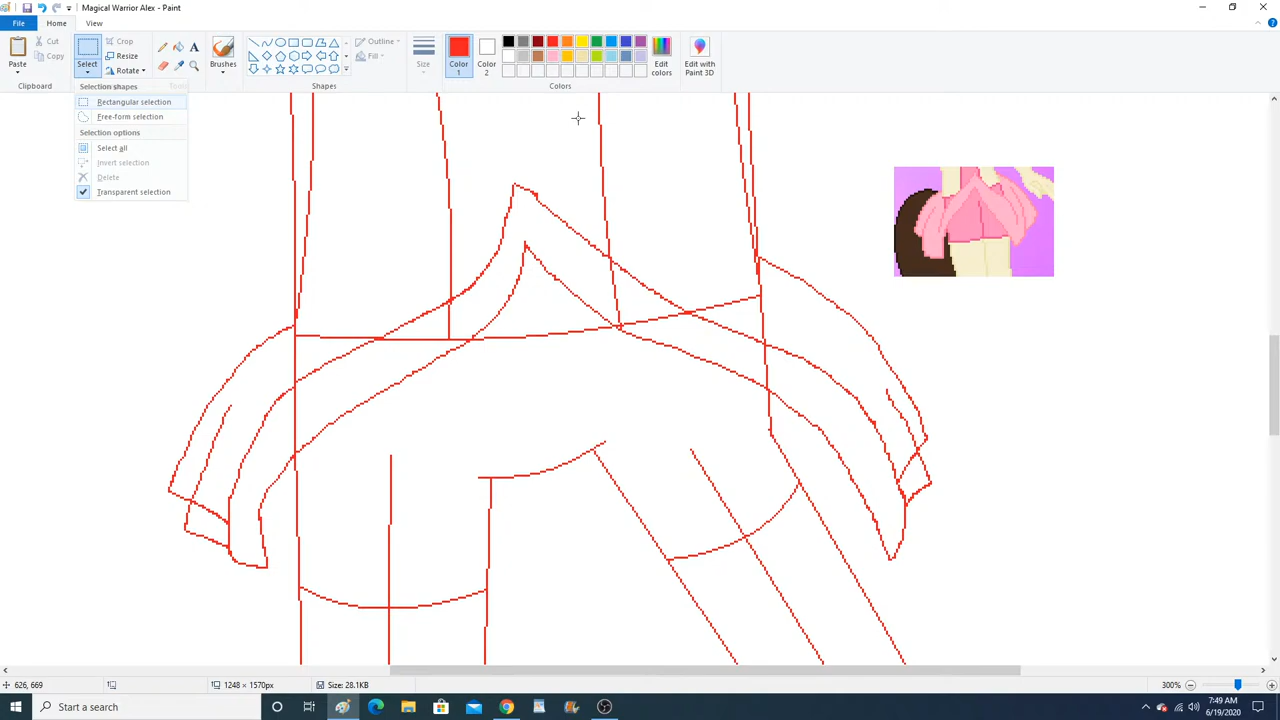 Magical Warrior Alex - Paint
File
Home
View
Paste
Cut
Copy
Clipboard
Select
Crop
Resize
Rotate
Brushes
Outline
Fill
Shapes
Size
Color
1
Color
2
Colors
Edit
colors
Edit with
Paint 3D
Selection shapes
Rectangular selection
Free-form selection
Selection options
Select all
Invert selection
Delete
Transparent selection
626, 669
1248 × 1570px
Size: 28.1KB
300%
Start a search
7:49 AM
6/19/2020